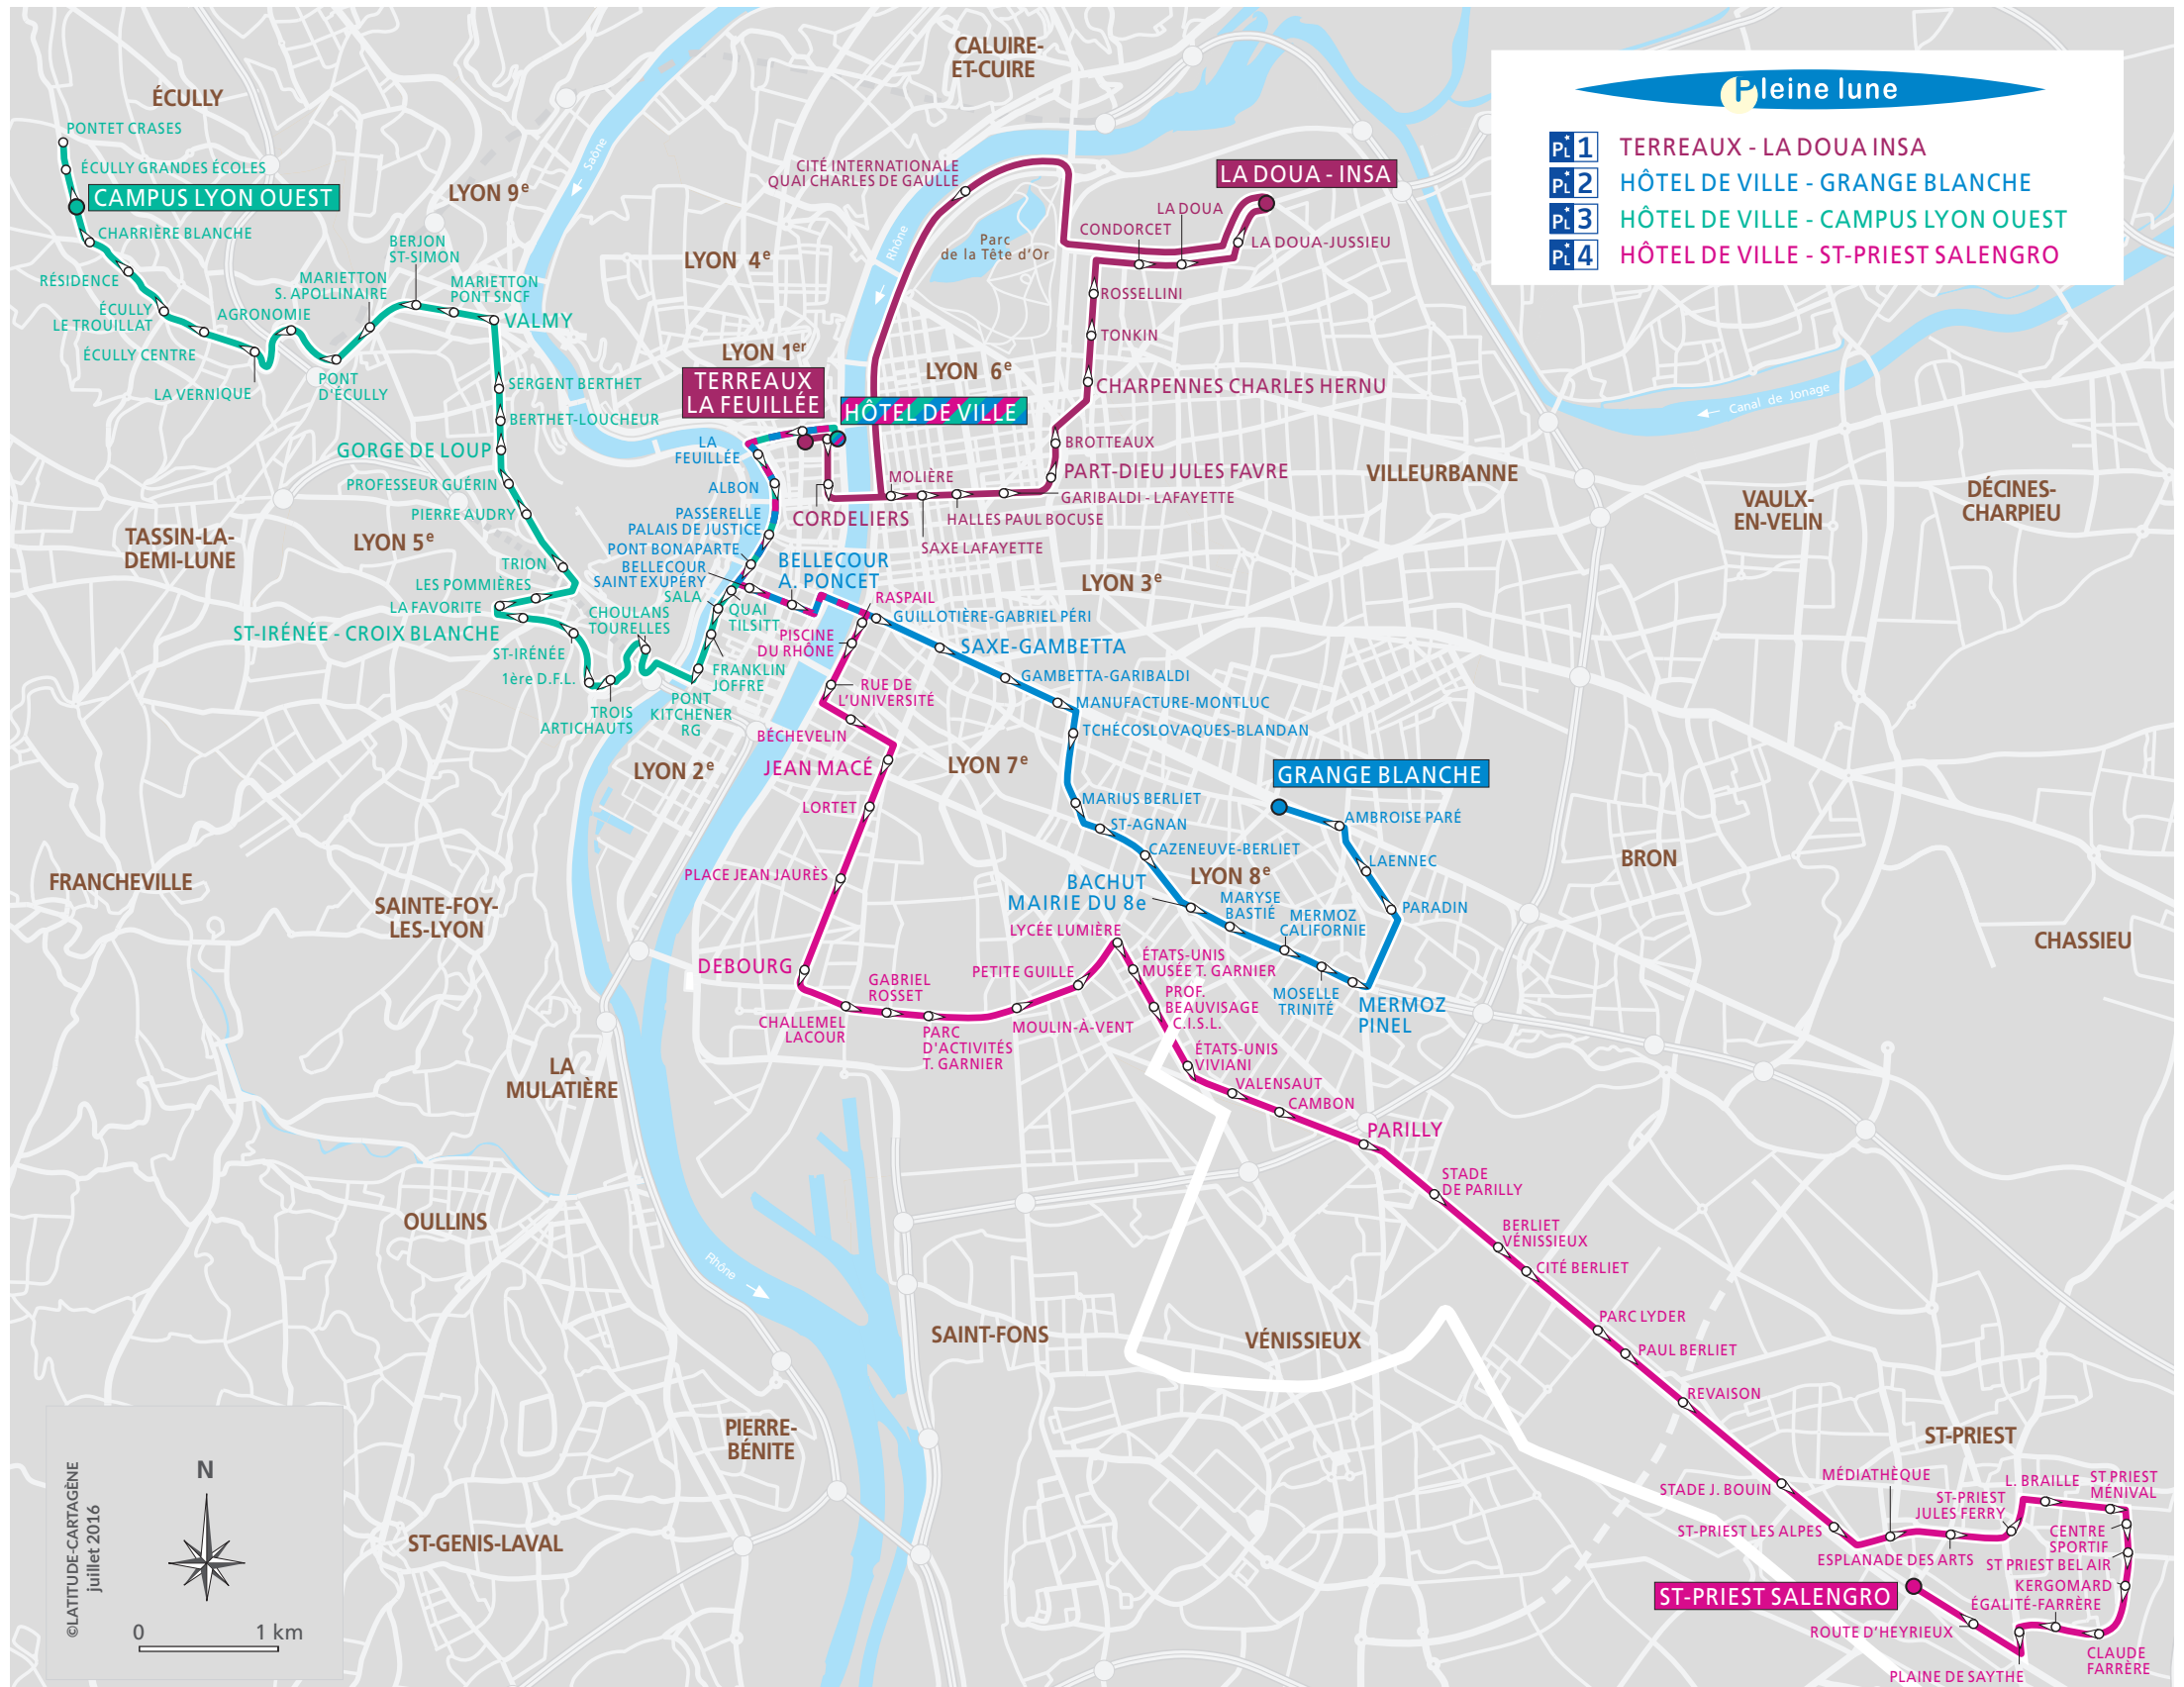 Pleine lune
PL 1 TERREAUX - LA DOUA INSA
PL 2 HÔTEL DE VILLE - GRANGE BLANCHE
PL 3 HÔTEL DE VILLE - CAMPUS LYON OUEST
PL 4 HÔTEL DE VILLE - ST-PRIEST SALENGRO
CALUIRE-
ET-CUIRE
ÉCULLY
PONTET CRASES
ÉCULLY GRANDES ÉCOLES
CAMPUS LYON OUEST
CHARRIÈRE BLANCHE
RÉSIDENCE
ÉCULLY
LE TROUILLAT
ÉCULLY CENTRE
LA VERNIQUE
AGRONOMIE
PONT
D'ÉCULLY
MARIETTON
S. APOLLINAIRE
BERJON
ST-SIMON
MARIETTON
PONT SNCF
VALMY
LYON 9e
Saône
SERGENT BERTHET
BERTHET-LOUCHEUR
GORGE DE LOUP
PROFESSEUR GUÉRIN
PIERRE AUDRY
TASSIN-LA-
DEMI-LUNE
LYON 5e
TRION
LES POMMIÈRES
LA FAVORITE
ST-IRÉNÉE - CROIX BLANCHE
ST-IRÉNÉE
1ère D.F.L.
TROIS
ARTICHAUTS
CHOULANS
TOURELLES
PONT
KITCHENER
RG
FRANKLIN
JOFFRE
QUAI
TILSITT
SALA
LYON 4e
LYON 1er
LYON 6e
CITÉ INTERNATIONALE
QUAI CHARLES DE GAULLE
Rhône
Parc
de la Tête d'Or
LA DOUA - INSA
LA DOUA
CONDORCET
LA DOUA-JUSSIEU
ROSSELLINI
TONKIN
CHARPENNES CHARLES HERNU
BROTTEAUX
PART-DIEU JULES FAVRE
GARIBALDI - LAFAYETTE
HALLES PAUL BOCUSE
SAXE LAFAYETTE
MOLIÈRE
CORDELIERS
TERREAUX
LA FEUILLÉE
HÔTEL DE VILLE
LA
FEUILLÉE
ALBON
PASSERELLE
PALAIS DE JUSTICE
PONT BONAPARTE
BELLECOUR
SAINT EXUPÉRY
BELLECOUR
A. PONCET
Canal de Jonage
VILLEURBANNE
VAULX-
EN-VELIN
DÉCINES-
CHARPIEU
LYON 3e
RASPAIL
GUILLOTIÈRE-GABRIEL PÉRI
SAXE-GAMBETTA
GAMBETTA-GARIBALDI
MANUFACTURE-MONTLUC
TCHÉCOSLOVAQUES-BLANDAN
MARIUS BERLIET
ST-AGNAN
CAZENEUVE-BERLIET
BACHUT
MAIRIE DU 8e
LYON 8e
MARYSE
BASTIÉ
MERMOZ
CALIFORNIE
MOSELLE
TRINITÉ
MERMOZ
PINEL
PARADIN
LAENNEC
AMBROISE PARÉ
GRANGE BLANCHE
PISCINE
DU RHÔNE
RUE DE
L'UNIVERSITÉ
BÉCHEVELIN
JEAN MACÉ
LYON 2e
LYON 7e
LORTET
PLACE JEAN JAURÈS
DEBOURG
CHALLEMEL
LACOUR
GABRIEL
ROSSET
PARC
D'ACTIVITÉS
T. GARNIER
MOULIN-À-VENT
PETITE GUILLE
LYCÉE LUMIÈRE
ÉTATS-UNIS
MUSÉE T. GARNIER
PROF.
BEAUVISAGE
C.I.S.L.
ÉTATS-UNIS
VIVIANI
VALENSAUT
CAMBON
PARILLY
STADE
DE PARILLY
BERLIET
VÉNISSIEUX
CITÉ BERLIET
PARC LYDER
PAUL BERLIET
REVAISON
STADE J. BOUIN
ST-PRIEST LES ALPES
MÉDIATHÈQUE
ESPLANADE DES ARTS
ST-PRIEST
JULES FERRY
L. BRAILLE
ST PRIEST
MÉNIVAL
CENTRE
SPORTIF
ST PRIEST BEL AIR
KERGOMARD
ÉGALITÉ-FARRÈRE
CLAUDE
FARRÈRE
PLAINE DE SAYTHE
ROUTE D'HEYRIEUX
ST-PRIEST SALENGRO
ST-PRIEST
BRON
CHASSIEU
FRANCHEVILLE
SAINTE-FOY-
LES-LYON
LA
MULATIÈRE
OULLINS
Rhône
SAINT-FONS
VÉNISSIEUX
PIERRE-
BÉNITE
ST-GENIS-LAVAL
N
0 1 km
©LATITUDE-CARTAGÈNE
juillet 2016